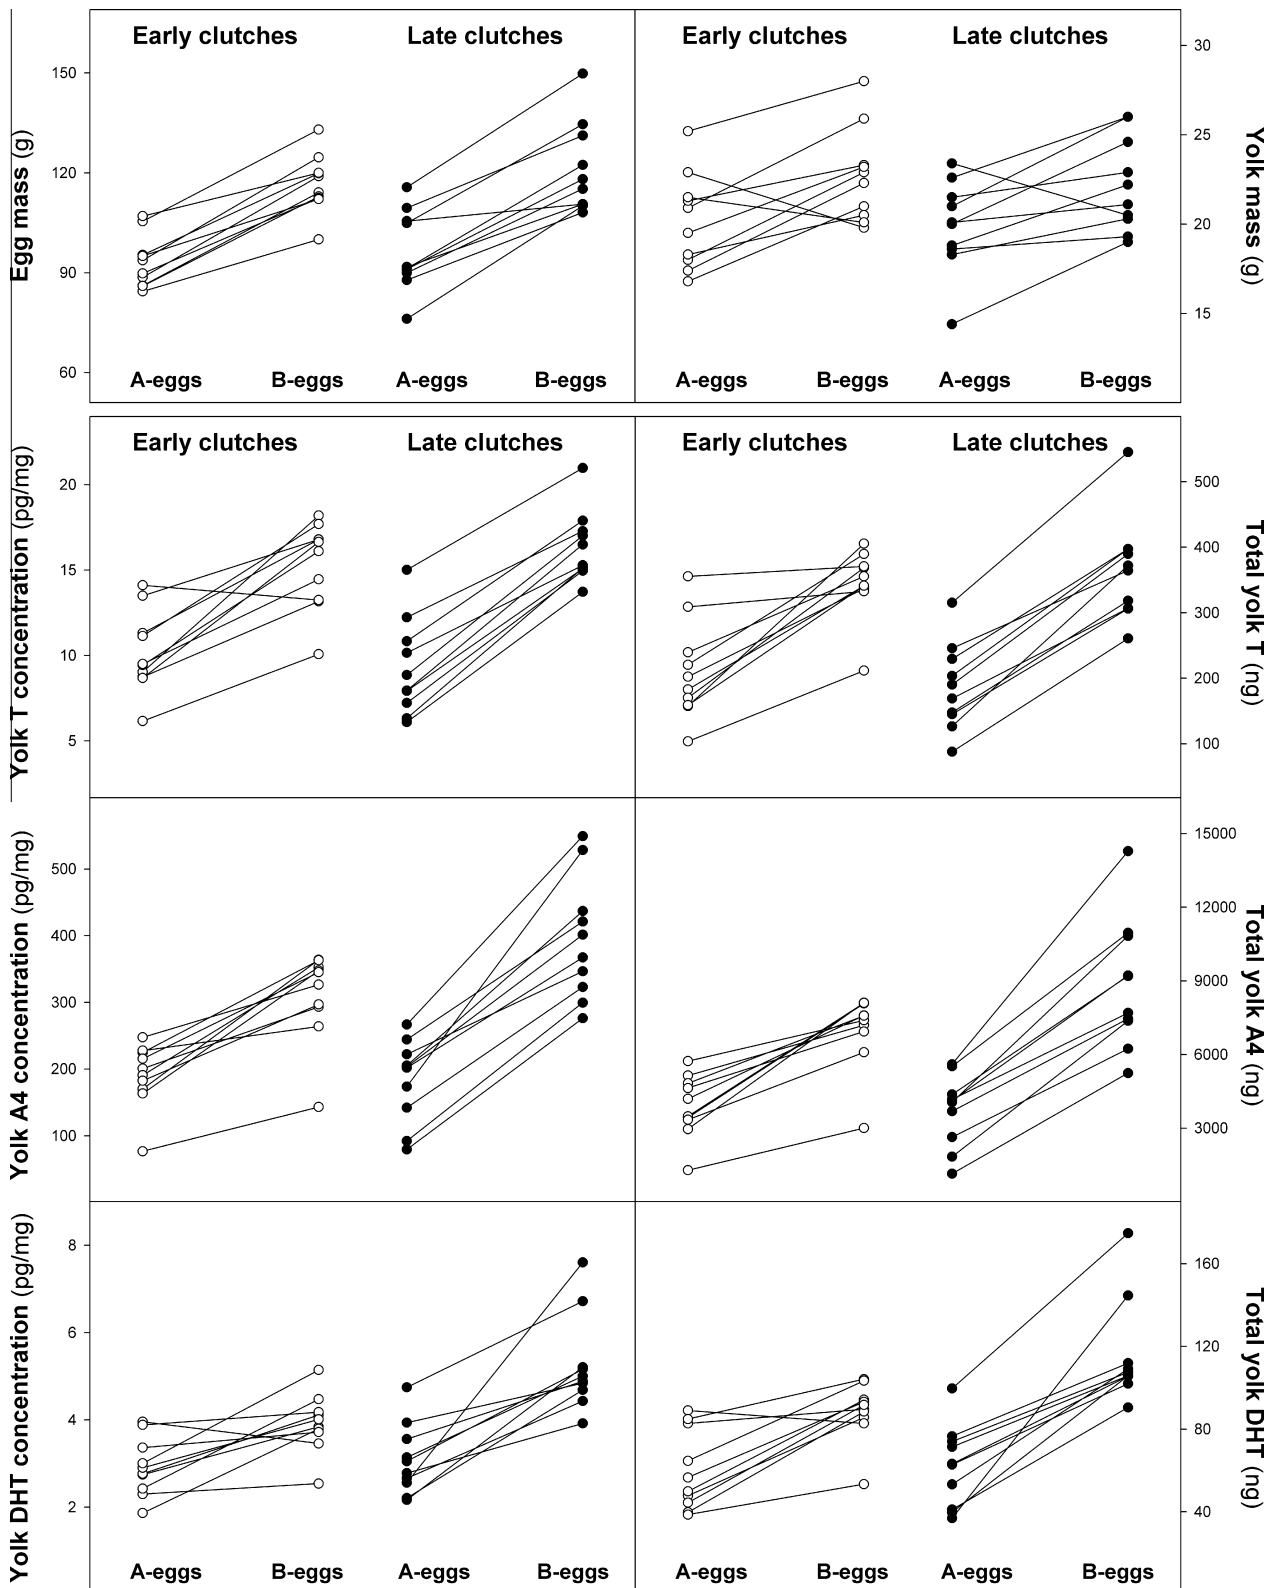 Early clutches Late clutches Early clutches Late clutches
Egg mass (g)
150
120
90
60
30
25
20
15
Yolk mass (g)
A-eggs B-eggs A-eggs B-eggs A-eggs B-eggs A-eggs B-eggs
Early clutches Late clutches Early clutches Late clutches
Yolk T concentration (pg/mg)
20
15
10
5
500
400
300
200
100
Total yolk T (ng)
Yolk A4 concentration (pg/mg)
500
400
300
200
100
15000
12000
9000
6000
3000
Total yolk A4 (ng)
Yolk DHT concentration (pg/mg)
8
6
4
2
160
120
80
40
Total yolk DHT (ng)
A-eggs B-eggs A-eggs B-eggs A-eggs B-eggs A-eggs B-eggs